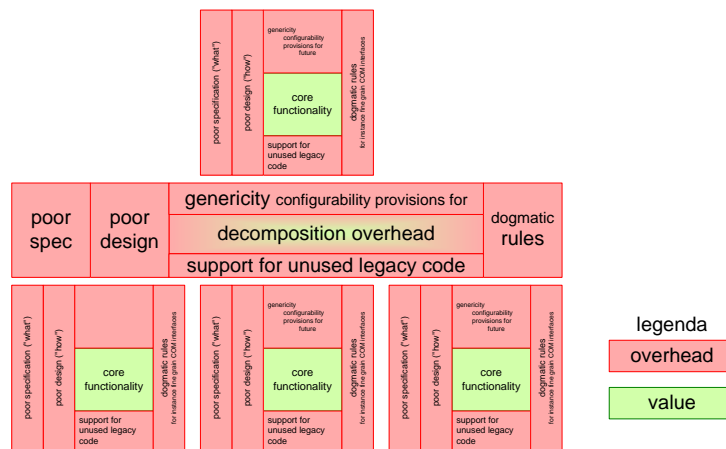 poor specification ("what")
poor design ("how")
genericity
configurability
provisions for
future
core
functionality
support for
unused legacy
code
dogmatic rules
for instance fine grain COM interfaces
poor
spec
poor
design
genericity configurability provisions for
decomposition overhead
support for unused legacy code
dogmatic
rules
poor specification ("what")
poor design ("how")
core
functionality
support for
unused legacy
code
dogmatic rules
for instance fine grain COM interfaces
poor specification ("what")
poor design ("how")
genericity
configurability
provisions for
future
core
functionality
support for
unused legacy
code
dogmatic rules
for instance fine grain COM interfaces
poor specification ("what")
poor design ("how")
genericity
configurability
provisions for
future
core
functionality
support for
unused legacy
code
dogmatic rules
for instance fine grain COM interfaces
legenda
overhead
value